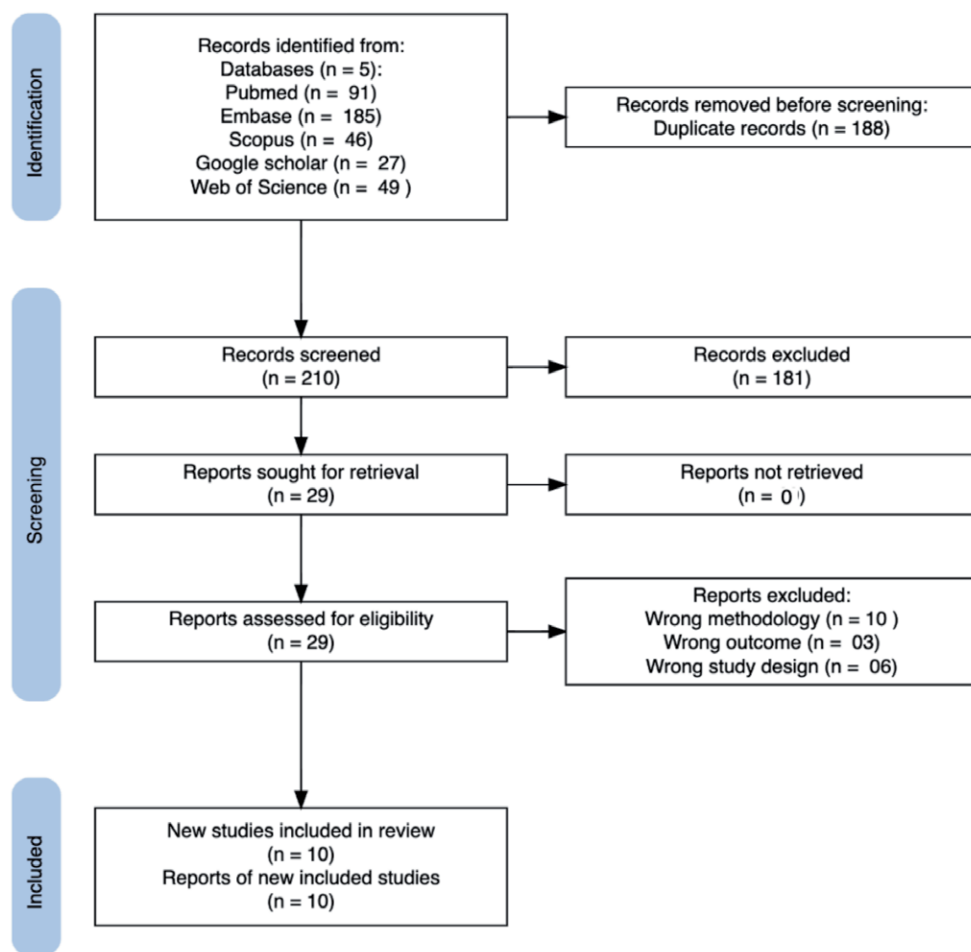 Identification
Records identified from:
Databases (n = 5):
Pubmed (n = 91)
Embase (n = 185)
Scopus (n = 46)
Google scholar (n = 27)
Web of Science (n = 49 )
Records removed before screening:
Duplicate records (n = 188)
Screening
Records screened
(n = 210)
Records excluded
(n = 181)
Reports sought for retrieval
(n = 29)
Reports not retrieved
(n = 0 )
Reports assessed for eligibility
(n = 29)
Reports excluded:
Wrong methodology (n = 10 )
Wrong outcome (n = 03)
Wrong study design (n = 06)
Included
New studies included in review
(n = 10)
Reports of new included studies
(n = 10)